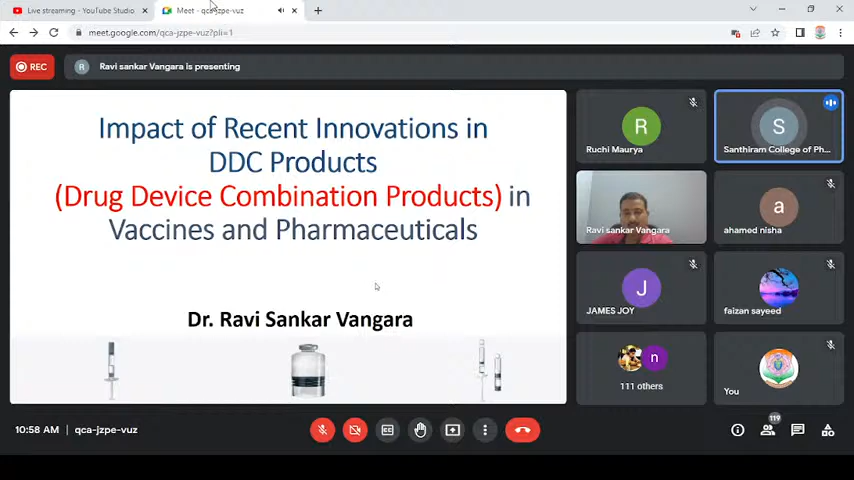 Live streaming - YouTube Studio
Meet - qca-jzpe-vuz
meet.google.com/qca-jzpe-vuz?pli=1
REC
R
Ravi sankar Vangara is presenting
Impact of Recent Innovations in
DDC Products
(Drug Device Combination Products) in
Vaccines and Pharmaceuticals
Dr. Ravi Sankar Vangara
R
Ruchi Maurya
S
Santhiram College of Ph...
Ravi sankar Vangara
a
ahamed nisha
J
JAMES JOY
faizan sayeed
n
111 others
You
10:58 AM | qca-jzpe-vuz
119